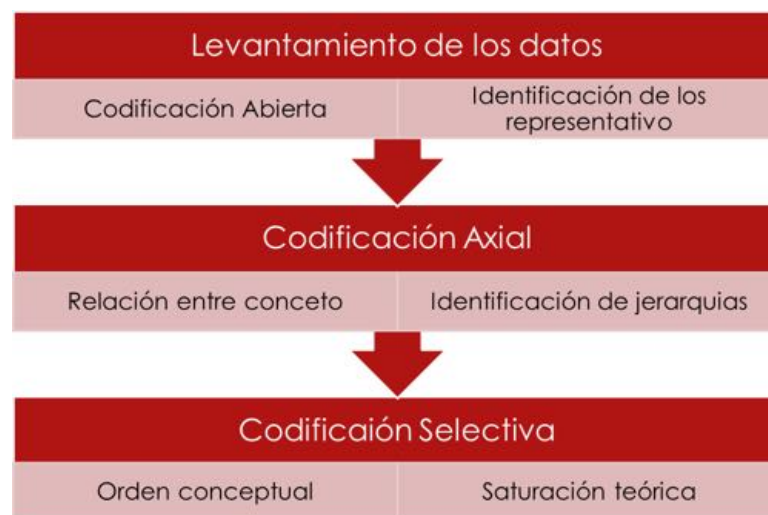 Levantamiento de los datos
Codificación Abierta
Identificación de los
representativo
Codificación Axial
Relación entre conceto
Identificación de jerarquias
Codificaión Selectiva
Orden conceptual
Saturación teórica